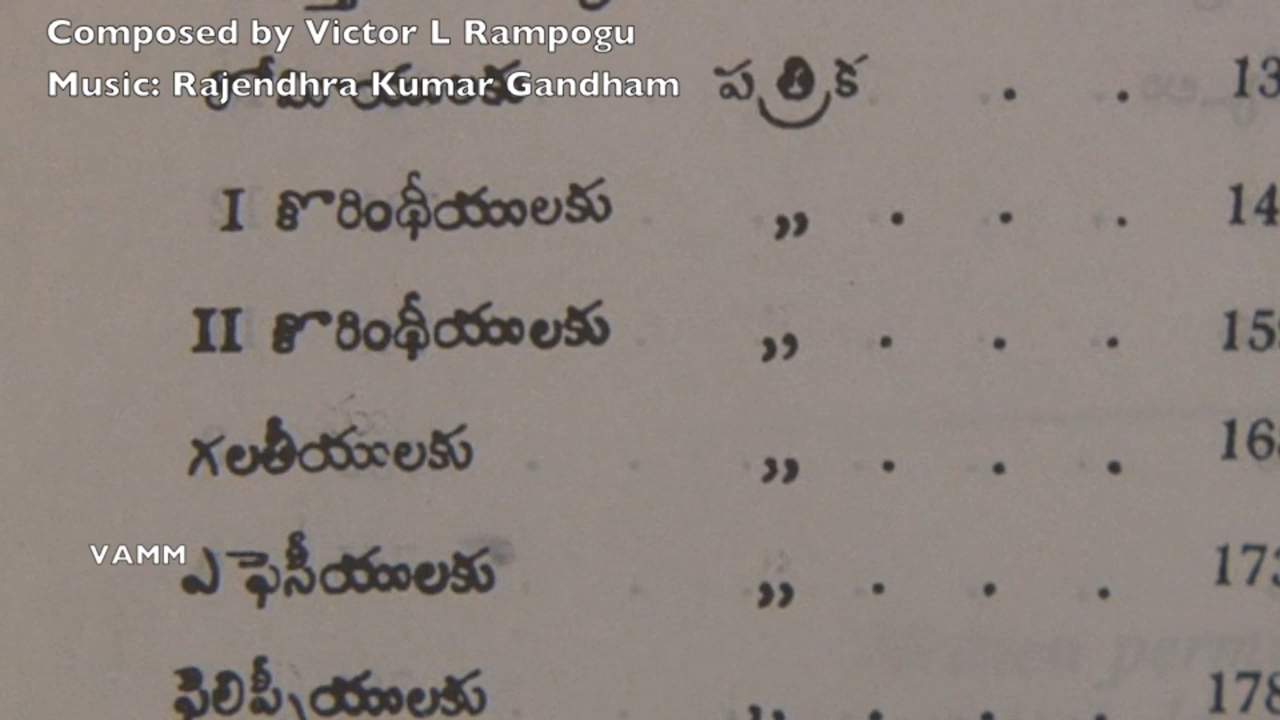 Composed by Victor L Rampogu
Music: Rajendhra Kumar Gandham
పత్రిక . . 13
I కొరింథీయులకు ,, . . . 14
II కొరింథీయులకు ,, . . . 15
గలతీయులకు ,, . . . 16
VAMM
ఎఫెసీయులకు ,, . . . 173
ఫిలిప్పీయులకు ,, . . . 178